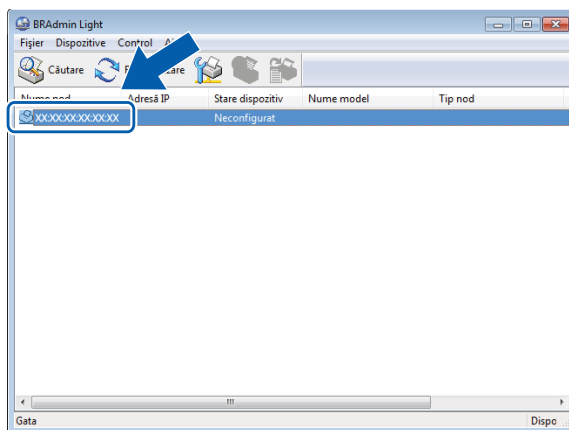 BRAdmin Light
Fișier Dispozitive Control
Căutare
Nume nod Adresă IP Stare dispozitiv Nume model Tip nod
XX:XX:XX:XX:XX:XX Neconfigurat
Gata Dispo